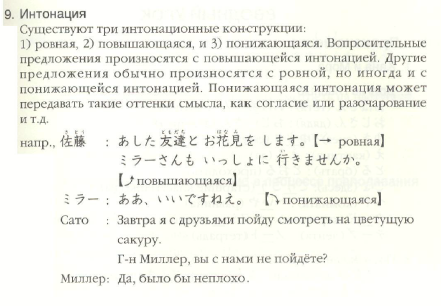 9. Интонация
Существуют три интонационные конструкции:
1) ровная, 2) повышающаяся, и 3) понижающаяся. Вопросительные
предложения произносятся с повышающейся интонацией. Другие
предложения обычно произносятся с ровной, но иногда и с
понижающейся интонацией. Понижающаяся интонация может
передавать такие оттенки смысла, как согласие или разочарование
и т.д.
напр., 佐藤 : あした 友達と お花見を します。【→ ровная】
ミラーさんも いっしょに 行きませんか。
【⤴ повышающаяся】
ミラー : ああ、いいですねえ。【⤵ понижающаяся】
Сато : Завтра я с друзьями пойду смотреть на цветущую
сакуру.
Г-н Миллер, вы с нами не пойдёте?
Миллер: Да, было бы неплохо.